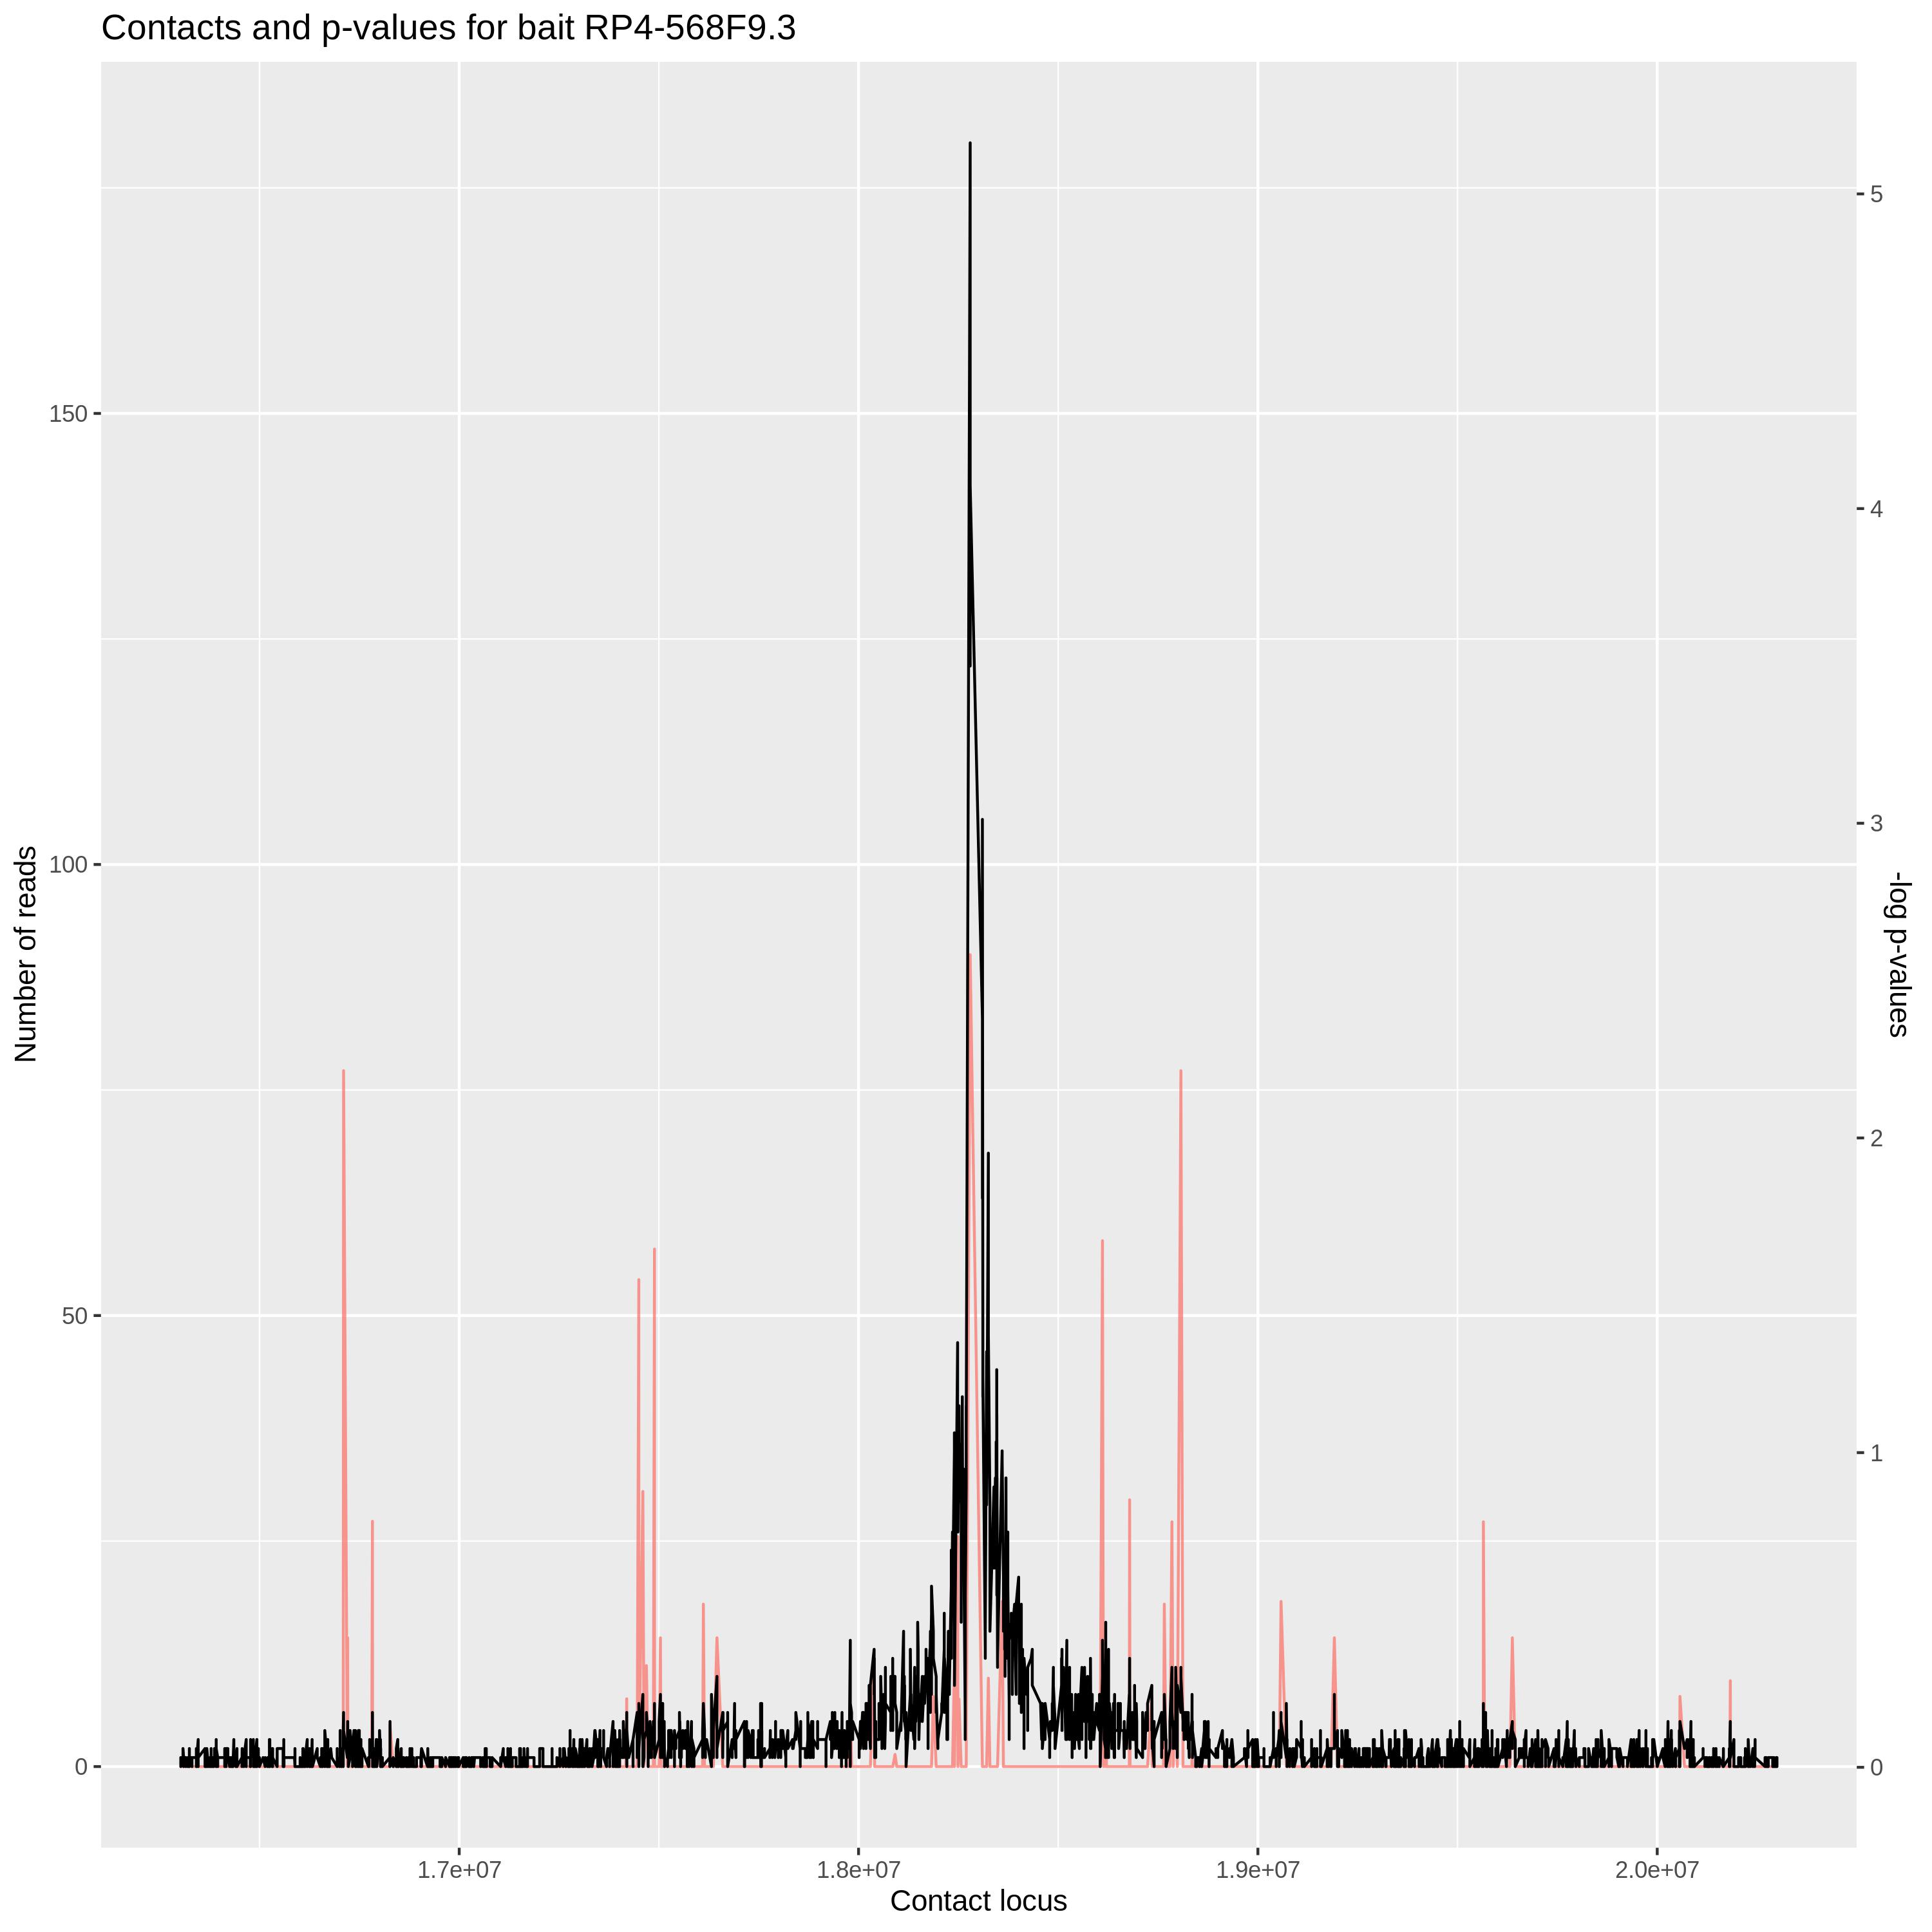 Contacts and p-values for bait RP4-568F9.3
Number of reads
150
100
50
0
5
4
3
2
1
0
-log p-values
1.7e+07
1.8e+07
1.9e+07
2.0e+07
Contact locus